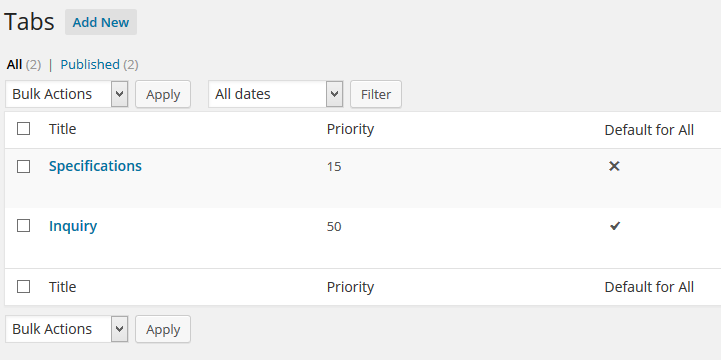 Tabs Add New
All (2) | Published (2)
Bulk Actions Apply All dates Filter
Title Priority Default for All
Specifications 15 ✕
Inquiry 50 ✔
Title Priority Default for All
Bulk Actions Apply